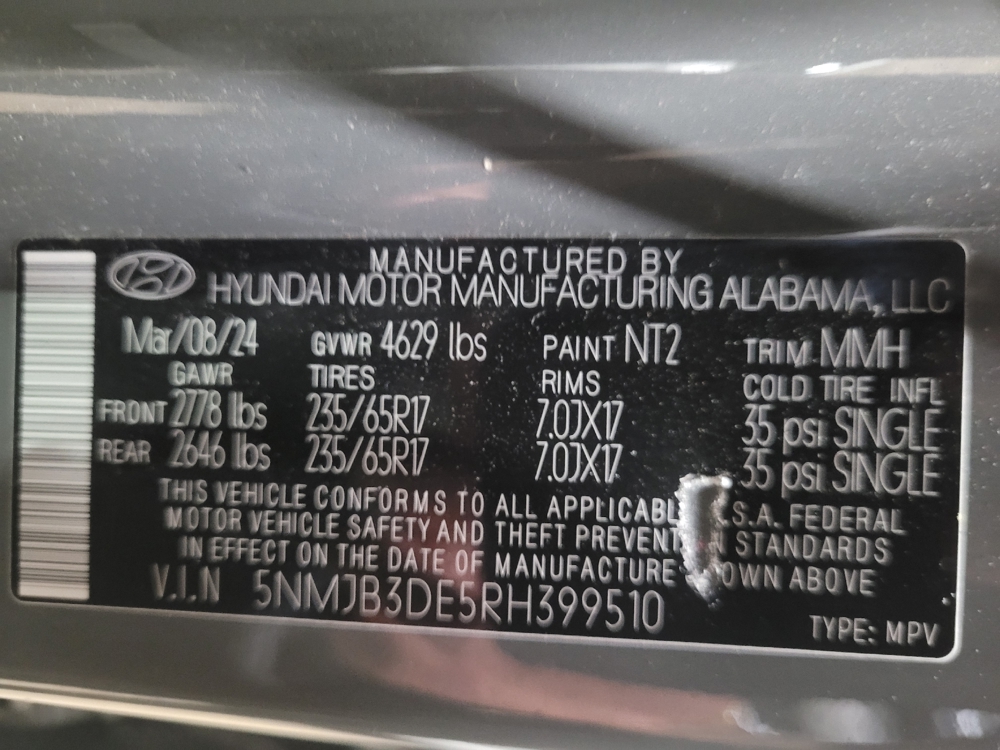 MANUFACTURED BY
HYUNDAI MOTOR MANUFACTURING ALABAMA, LLC
Mar/08/24 GVWR 4629 lbs PAINT NT2 TRIM MMH
GAWR TIRES RIMS COLD TIRE INFL
FRONT 2778 lbs 235/65R17 7.0JX17 35 psi SINGLE
REAR 2646 lbs 235/65R17 7.0JX17 35 psi SINGLE
THIS VEHICLE CONFORMS TO ALL APPLICABL .S.A. FEDERAL
MOTOR VEHICLE SAFETY AND THEFT PREVENT N STANDARDS
IN EFFECT ON THE DATE OF MANUFACTURE OWN ABOVE
V.I.N 5NMJB3DE5RH399510
TYPE: MPV